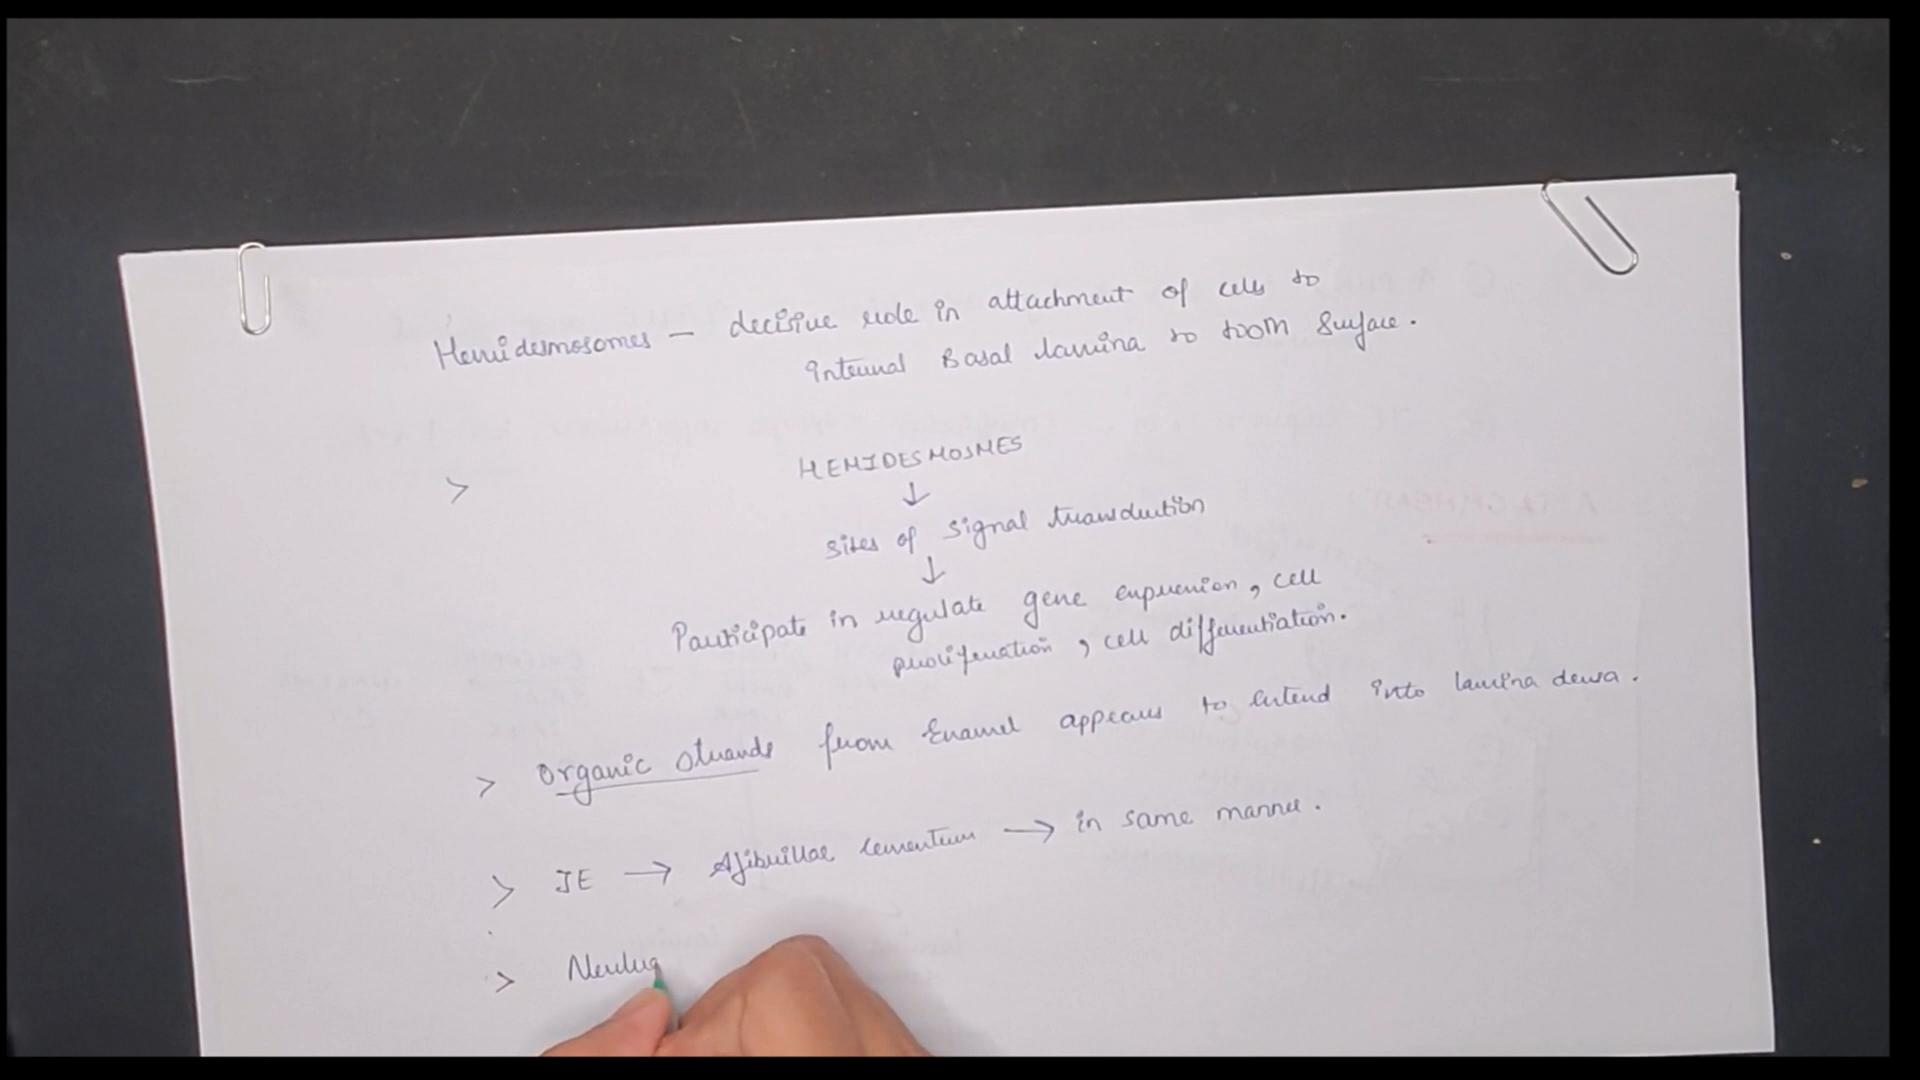 Hemidesmosomes — decisive role in attachment of cells to
internal Basal lamina to tooth surface.
> HEMIDESMOSMES
↓
sites of signal transduction
↓
Participate in regulate gene expression, cell
proliferation, cell differentiation.
> Organic strands from Enamel appears to extend into lamina densa.
> JE → Afibrillar cementum → in same manner.
>